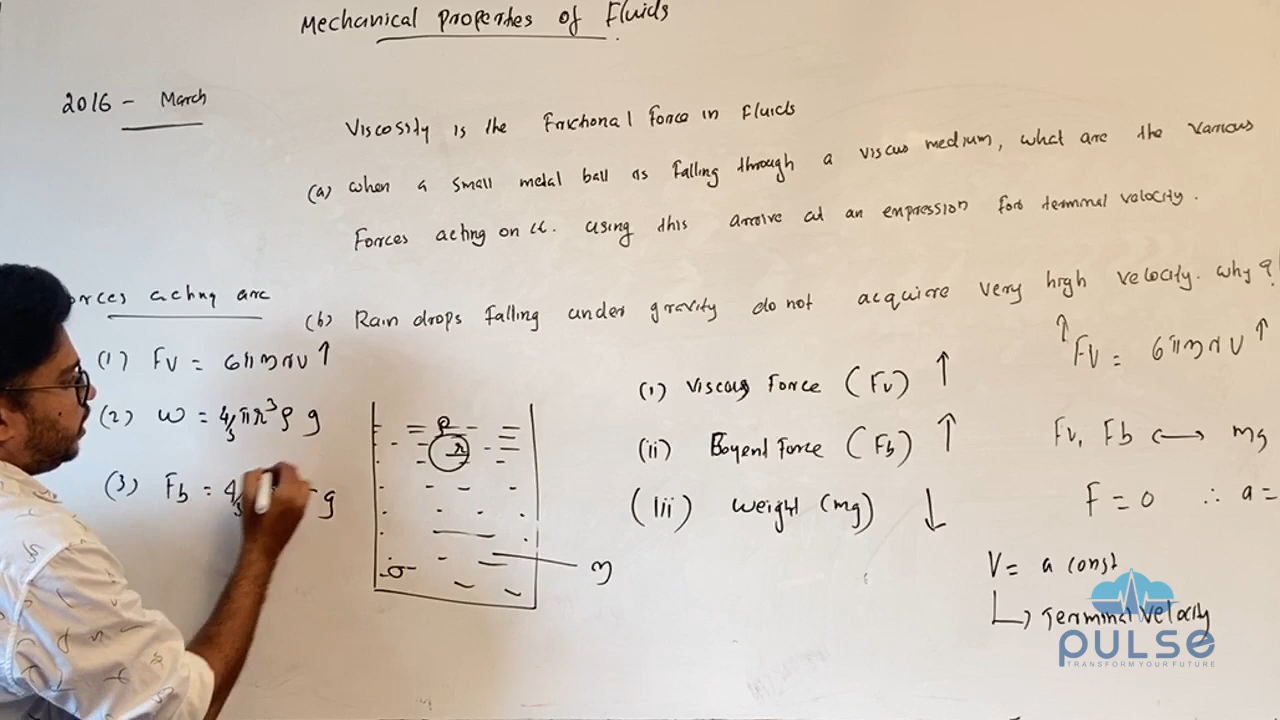 Mechanical Properties of Fluids
2016 - March
Viscossity is the Frictional Force in Fluids
(a) When a small metal ball is falling through a viscus medium, what are the various
Forces acting on it. Using this arrive at an expression for terminal velocity.
(b) Rain drops falling under gravity do not acquire very high velocity. Why?
orces acting are
(1) Fv = 6πηrv ↑
(2) w = 4/3 πr³ρ g
(3) Fb = 4/3 g
ρ
r
σ
η
(i) Viscous Force (Fv) ↑
(ii) Boyent Force (Fb) ↑
(iii) Weight (mg) ↓
↑ Fv = 6πηrv ↑
Fv, Fb ⟷ mg
F = 0 ∴ a =
V = a const
↳ Terminal velocity
PULSE
TRANSFORM YOUR FUTURE